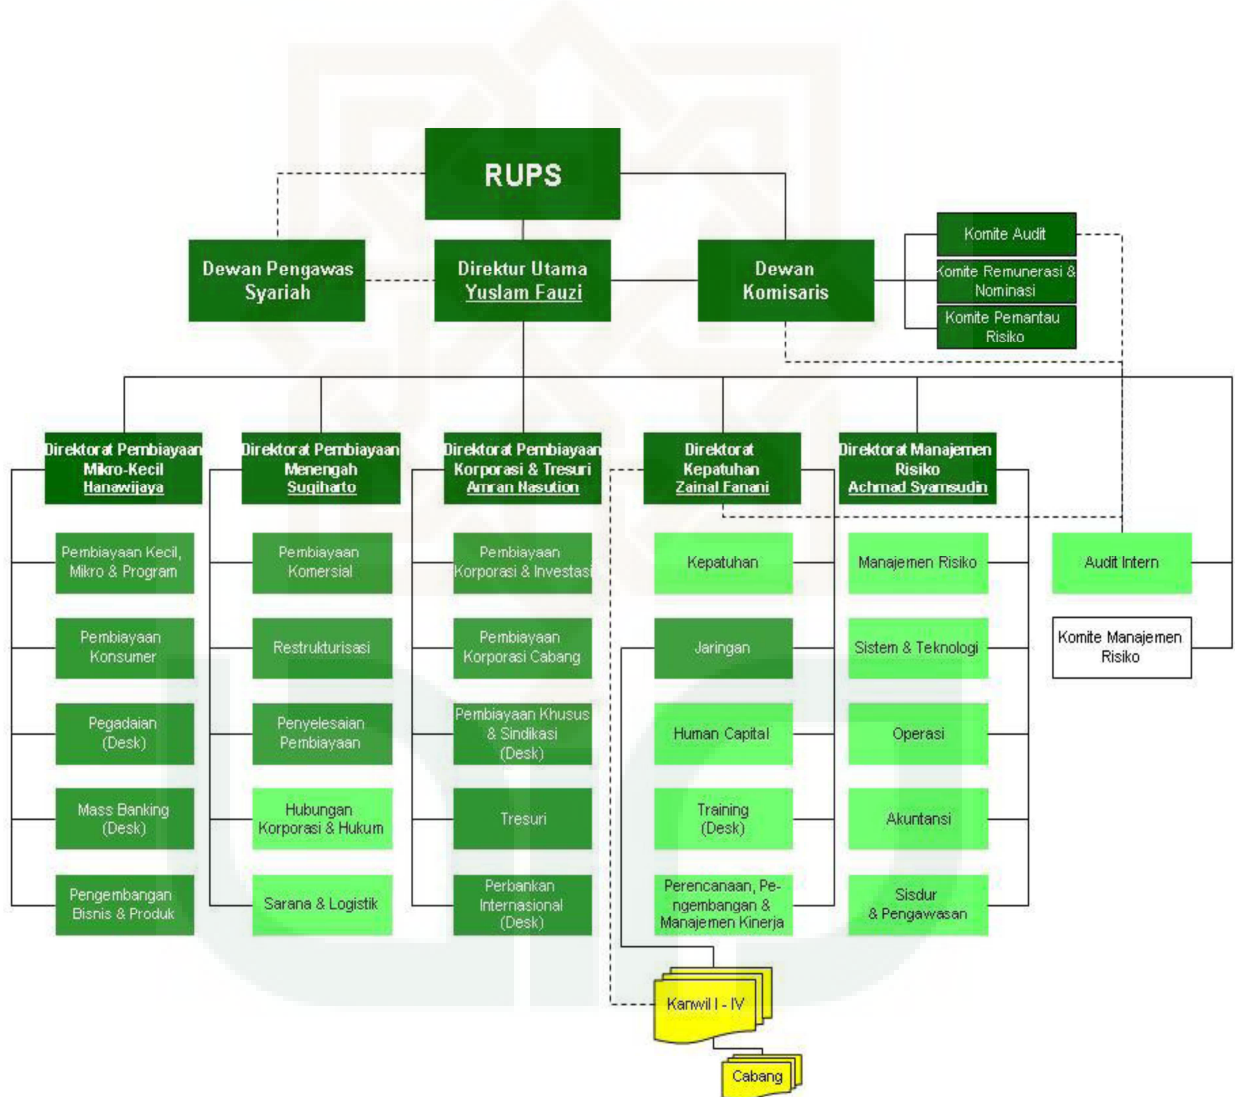 RUPS
Dewan Pengawas
Syariah
Direktur Utama
Yuslam Fauzi
Dewan
Komisaris
Komite Audit
Komite Remunerasi &
Nominasi
Komite Pemantau
Risiko
Direktorat Pembiayaan
Mikro-Kecil
Hanawijaya
Direktorat Pembiayaan
Menengah
Sugiharto
Direktorat Pembiayaan
Korporasi & Tresuri
Amran Nasution
Direktorat
Kepatuhan
Zainal Fanani
Direktorat Manajemen
Risiko
Achmad Syamsudin
Pembiayaan Kecil,
Mikro & Program
Pembiayaan
Konsumer
Pegadaian
(Desk)
Mass Banking
(Desk)
Pengembangan
Bisnis & Produk
Pembiayaan
Komersial
Restrukturisasi
Penyelesaian
Pembiayaan
Hubungan
Korporasi & Hukum
Sarana & Logistik
Pembiayaan
Korporasi & Investasi
Pembiayaan
Korporasi Cabang
Pembiayaan Khusus
& Sindikasi
(Desk)
Tresuri
Perbankan
Internasional
(Desk)
Kepatuhan
Jaringan
Human Capital
Training
(Desk)
Perencanaan, Pe-
ngembangan &
Manajemen Kinerja
Manajemen Risiko
Sistem & Teknologi
Operasi
Akuntansi
Sisdur
& Pengawasan
Audit Intern
Komite Manajemen
Risiko
Kanwil I - IV
Cabang